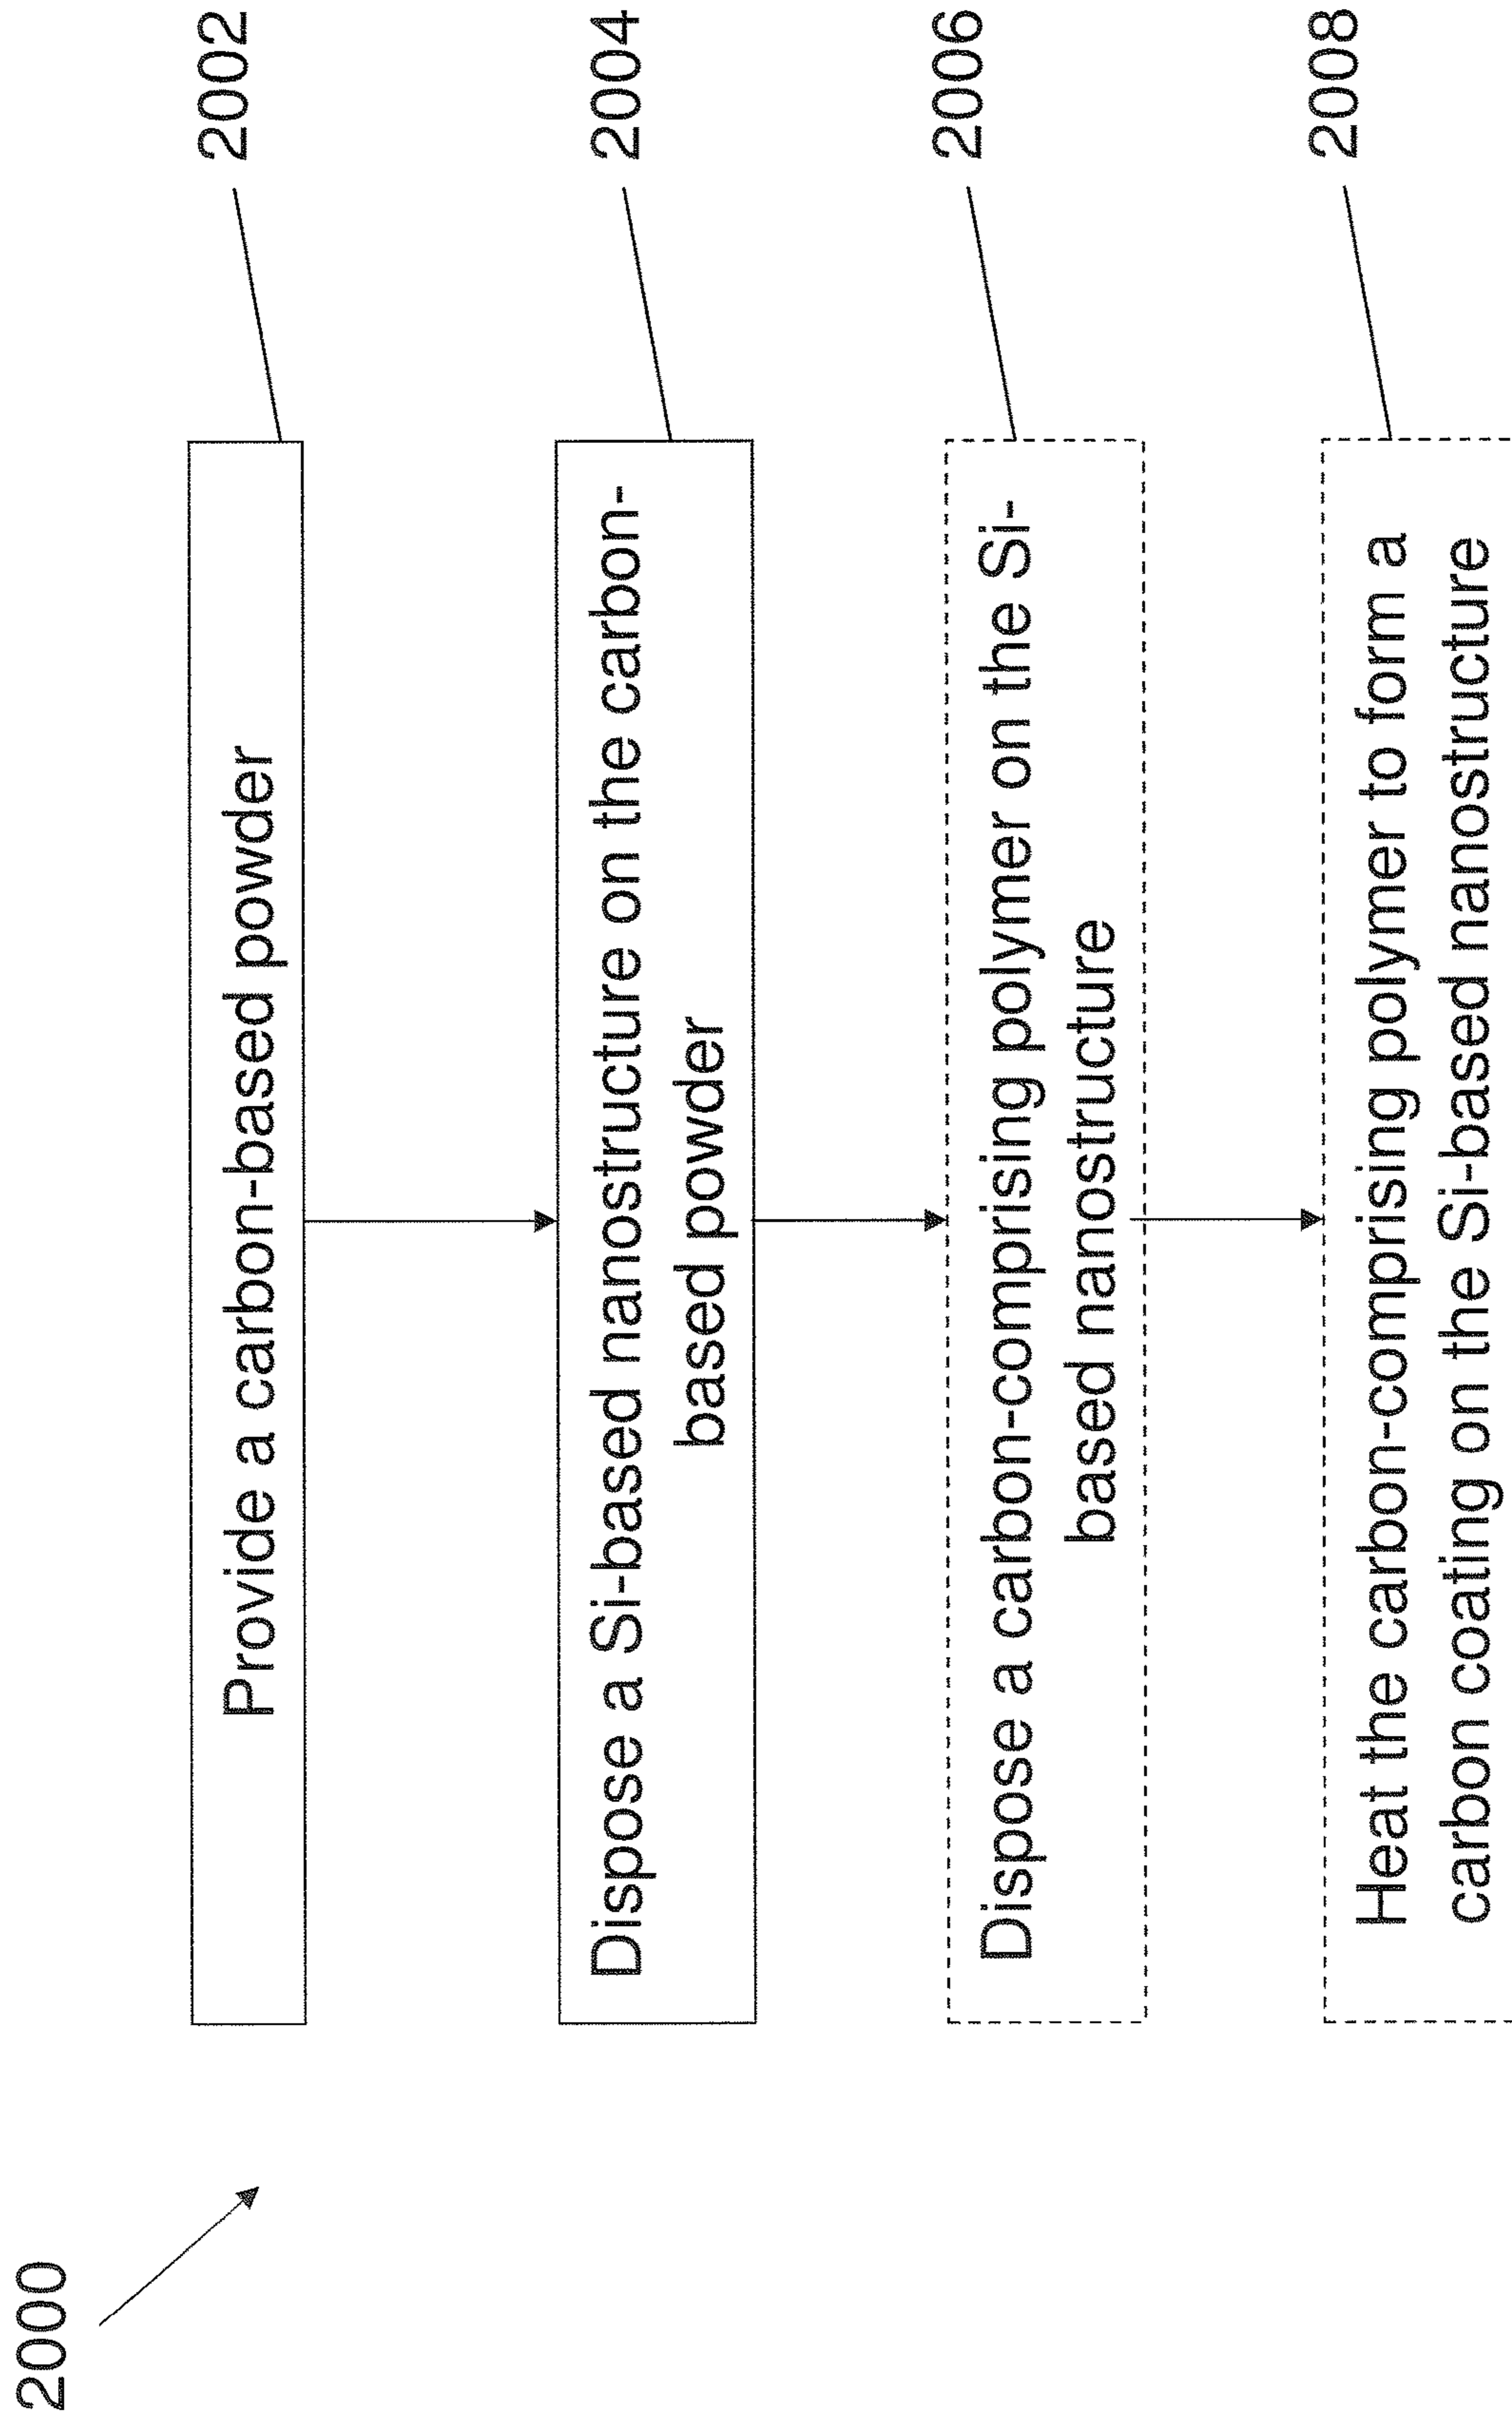 2000
Provide a carbon-based powder
2002
Dispose a Si-based nanostructure on the carbon-
based powder
2004
Dispose a carbon-comprising polymer on the Si-
based nanostructure
2006
Heat the carbon-comprising polymer to form a
carbon coating on the Si-based nanostructure
2008